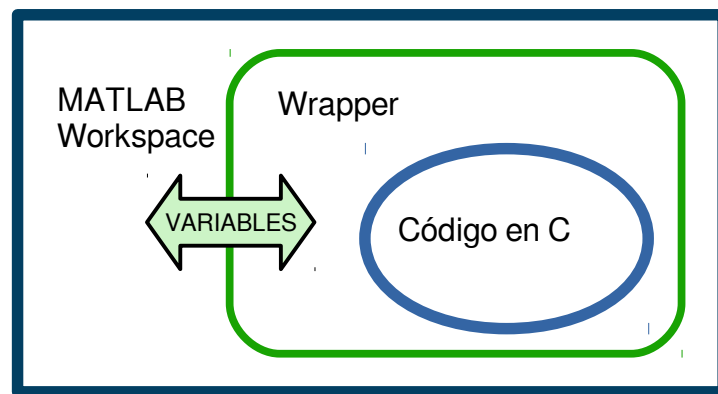 MATLAB
Workspace
Wrapper
VARIABLES
Código en C